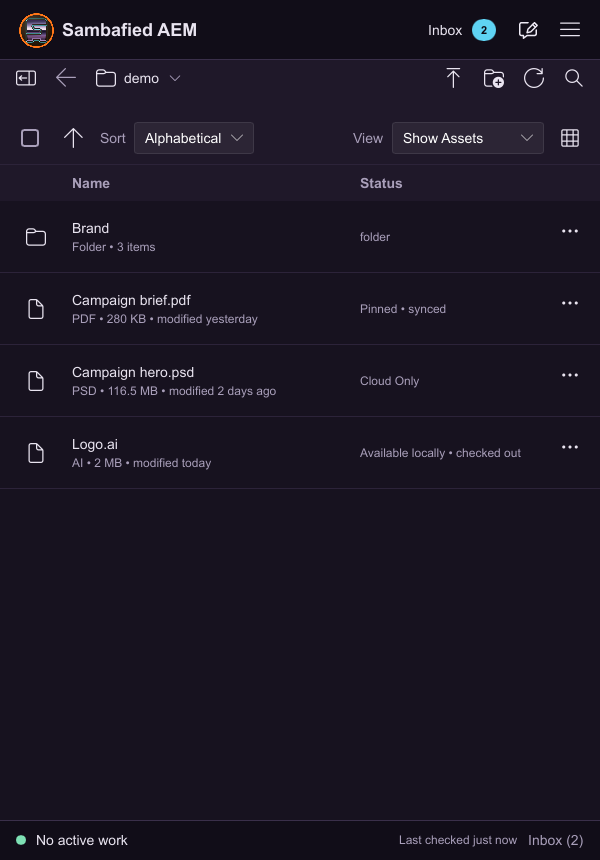 Sambafied AEM
Inbox 2
demo
Sort Alphabetical View Show Assets
Name Status
Brand
Folder • 3 items
folder
Campaign brief.pdf
PDF • 280 KB • modified yesterday
Pinned • synced
Campaign hero.psd
PSD • 116.5 MB • modified 2 days ago
Cloud Only
Logo.ai
AI • 2 MB • modified today
Available locally • checked out
No active work Last checked just now Inbox (2)